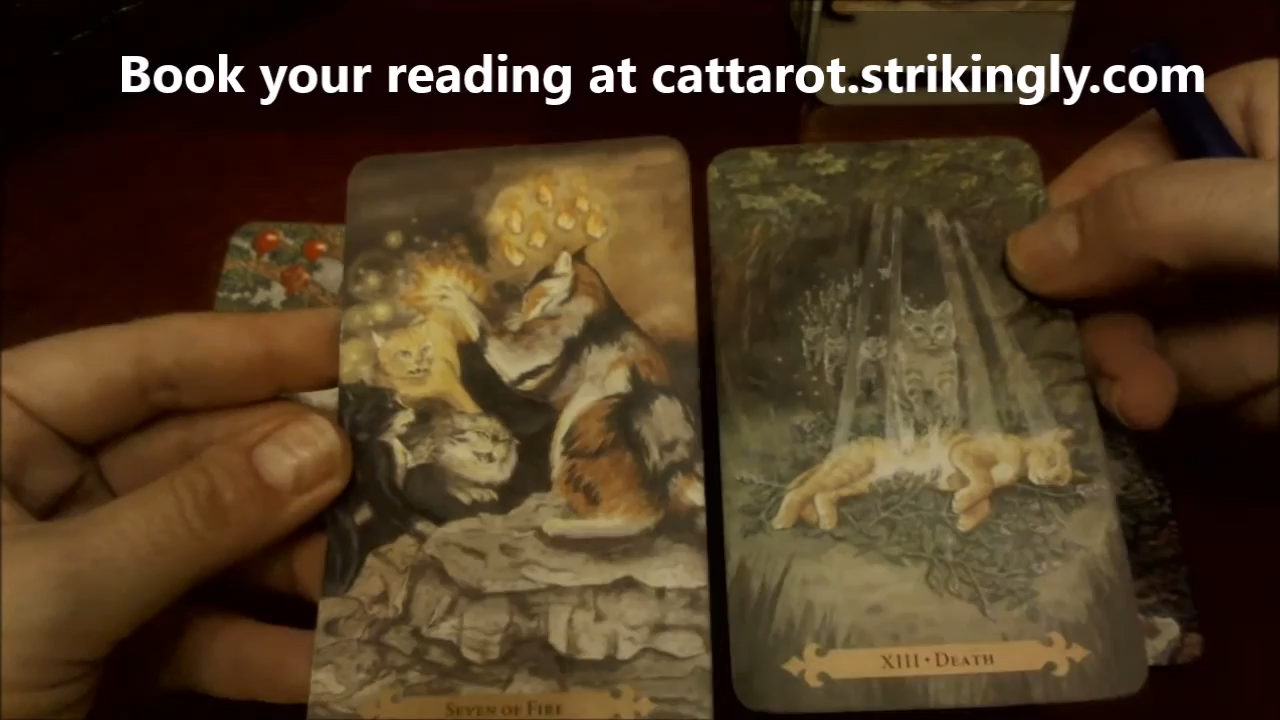 Book your reading at cattarot.strikingly.com
SEVEN OF FIRE
XIII • DEATH